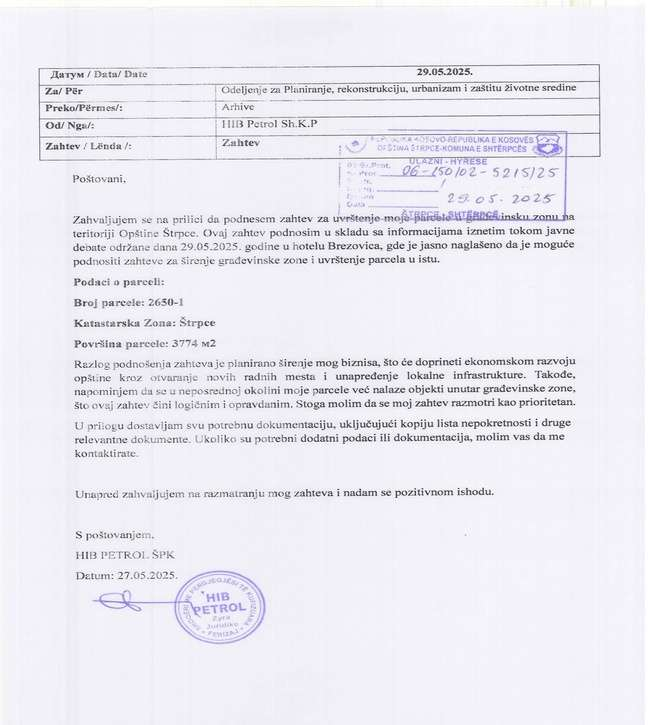 Датум / Data/ Date 29.05.2025.
Za/ Për Odeljenje za Planiranje, rekonstrukciju, urbanizam i zaštitu životne sredine
Preko/Përmes/: Arhive
Od/ Nga/: HIB Petrol Sh.K.P
Zahtev / Lënda /: Zahtev
REPUBLIKA KOSOVO-REPUBLIKA E KOSOVËS
OPŠTINA ŠTRPCE-KOMUNA E SHTËRPCËS
ULAZNI - HYRESE
06-150/02-5215/25
29.05.2025
ŠTRPCE - SHTËRPCË
Poštovani,
Zahvaljujem se na prilici da podnesem zahtev za uvrštenje moje parcele u građevinsku zonu na
teritoriji Opštine Štrpce. Ovaj zahtev podnosim u skladu sa informacijama iznetim tokom javne
debate održane dana 29.05.2025. godine u hotelu Brezovica, gde je jasno naglašeno da je moguće
podnositi zahteve za širenje građevinske zone i uvrštenje parcela u istu.
Podaci o parceli:
Broj parcele: 2650-1
Katastarska Zona: Štrpce
Površina parcele: 3774 м2
Razlog podnošenja zahteva je planirano širenje mog biznisa, što će doprineti ekonomskom razvoju
opštine kroz otvaranje novih radnih mesta i unapređenje lokalne infrastrukture. Takođe,
napominjem da se u neposrednoj okolini moje parcele već nalaze objekti unutar građevinske zone,
što ovaj zahtev čini logičnim i opravdanim. Stoga molim da se moj zahtev razmotri kao prioritetan.
U prilogu dostavljam svu potrebnu dokumentaciju, uključujući kopiju lista nepokretnosti i druge
relevantne dokumente. Ukoliko su potrebni dodatni podaci ili dokumentacija, molim vas da me
kontaktirate.
Unapred zahvaljujem na razmatranju mog zahteva i nadam se pozitivnom ishodu.
S poštovanjem,
HIB PETROL ŠPK
Datum: 27.05.2025.
HIB
PETROL
Zyra
Juridike
FERIZAJ